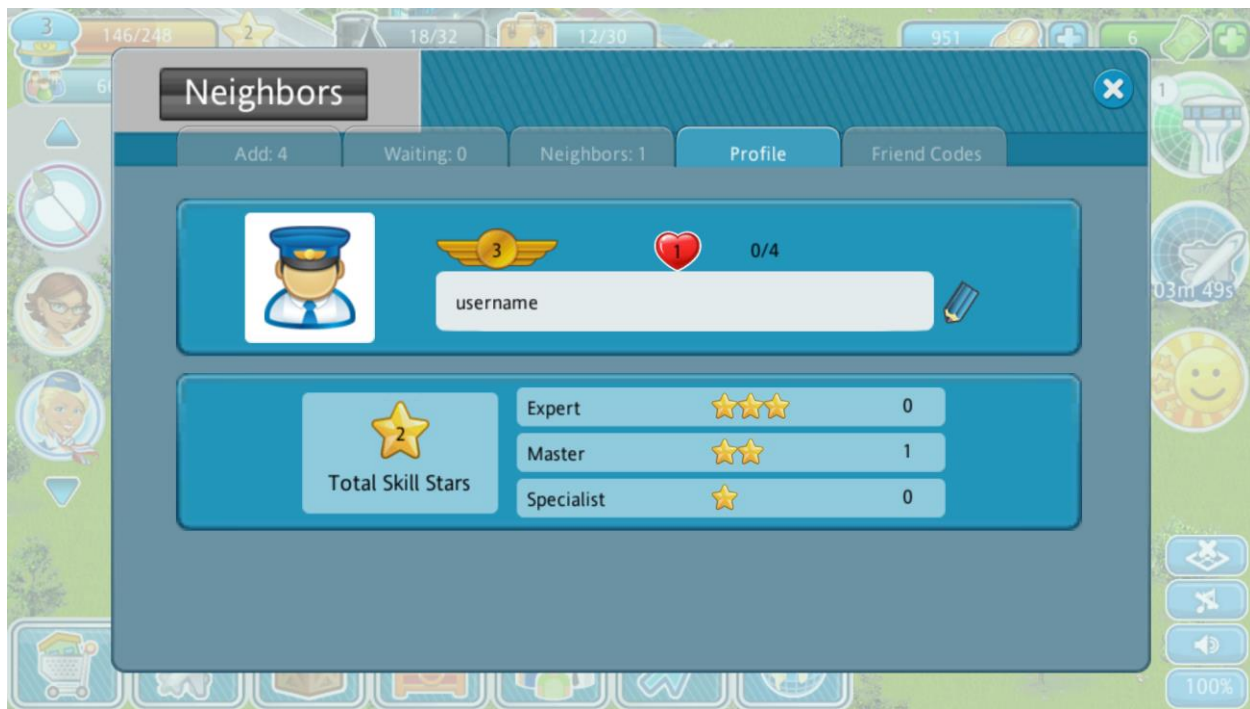 3
146/248
2
18/32
12/30
951
6
Neighbors
1
Add: 4
Waiting: 0
Neighbors: 1
Profile
Friend Codes
3
1
0/4
username
03m 49s
Expert
0
2
Master
1
Total Skill Stars
Specialist
0
100%